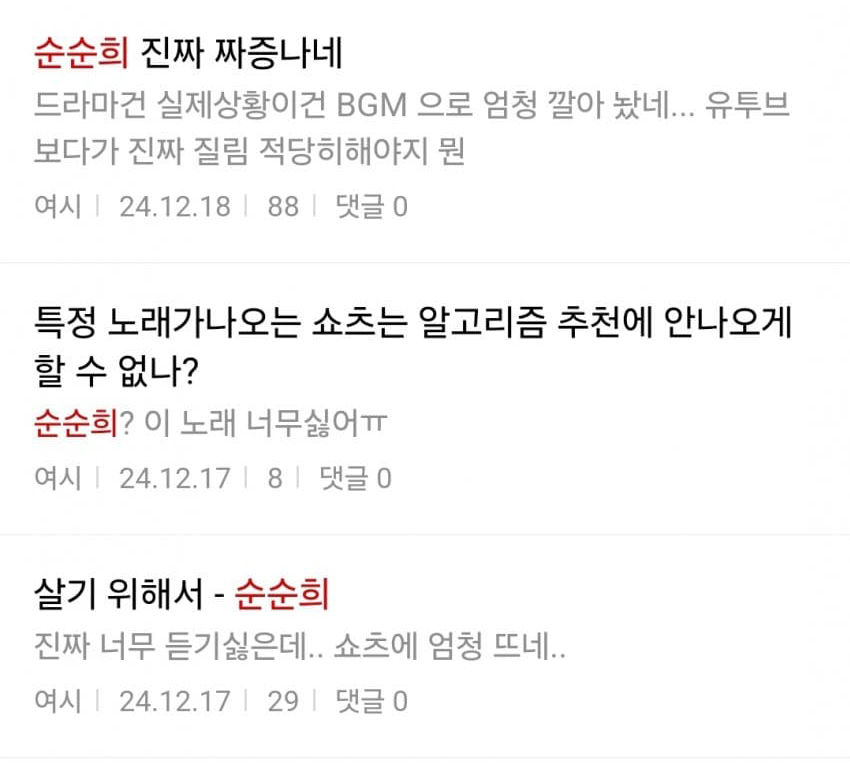 순순희 진짜 짜증나네
드라마건 실제상황이건 BGM 으로 엄청 깔아 놨네... 유투브
보다가 진짜 질림 적당히해야지 뭔
여시 | 24.12.18 | 88 | 댓글 0
특정 노래가나오는 쇼츠는 알고리즘 추천에 안나오게
할 수 없나?
순순희? 이 노래 너무싫어ㅠ
여시 | 24.12.17 | 8 | 댓글 0
살기 위해서 - 순순희
진짜 너무 듣기싫은데.. 쇼츠에 엄청 뜨네..
여시 | 24.12.17 | 29 | 댓글 0